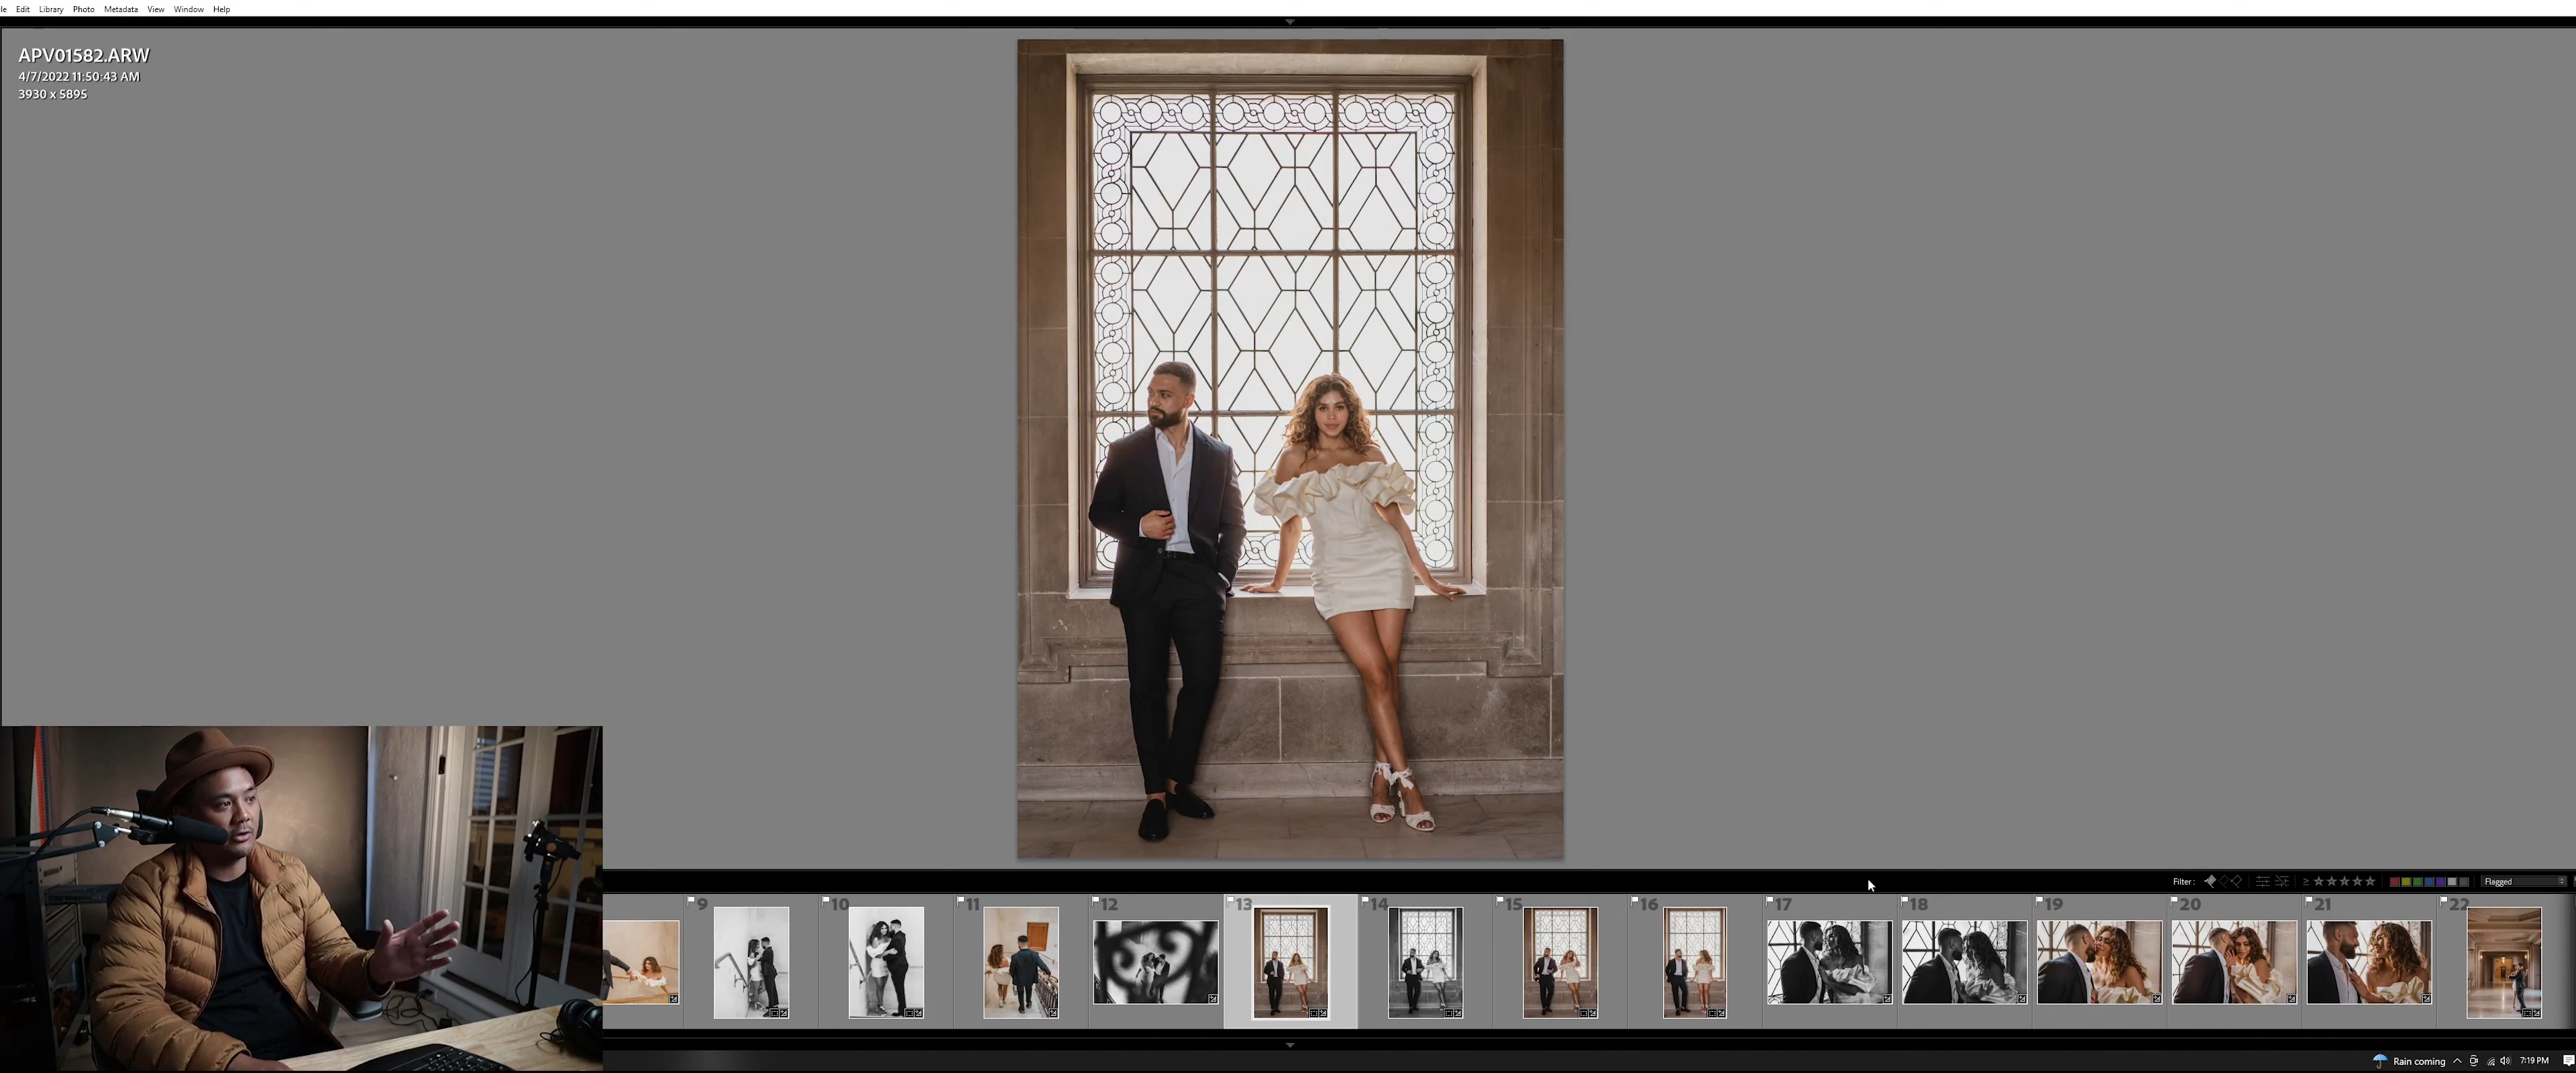 le Edit Library Photo Metadata View Window Help
APV01582.ARW
4/7/2022 11:50:43 AM
3930 x 5895
Filter : Flagged
9 10 11 12 13 14 15 16 17 18 19 20 21 22
Rain coming 7:19 PM